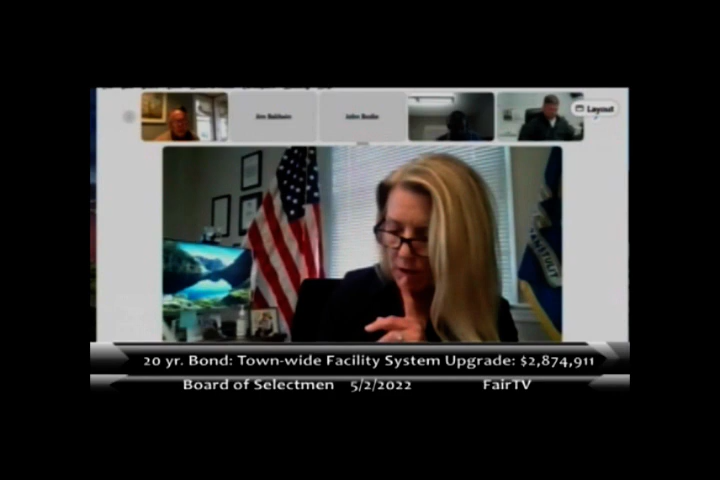 Jim Baldwin
John Bodie
Layout
20 yr. Bond: Town-wide Facility System Upgrade: $2,874,911
Board of Selectmen 5/2/2022 FairTV